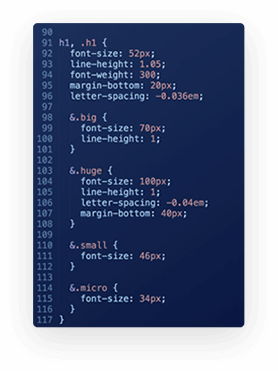 90
91 h1, .h1 {
92   font-size: 52px;
93   line-height: 1.05;
94   font-weight: 300;
95   margin-bottom: 20px;
96   letter-spacing: -0.036em;
97
98   &.big {
99     font-size: 70px;
100     line-height: 1;
101   }
102
103   &.huge {
104     font-size: 100px;
105     line-height: 1;
106     letter-spacing: -0.04em;
107     margin-bottom: 40px;
108   }
109
110   &.small {
111     font-size: 46px;
112   }
113
114   &.micro {
115     font-size: 34px;
116   }
117 }